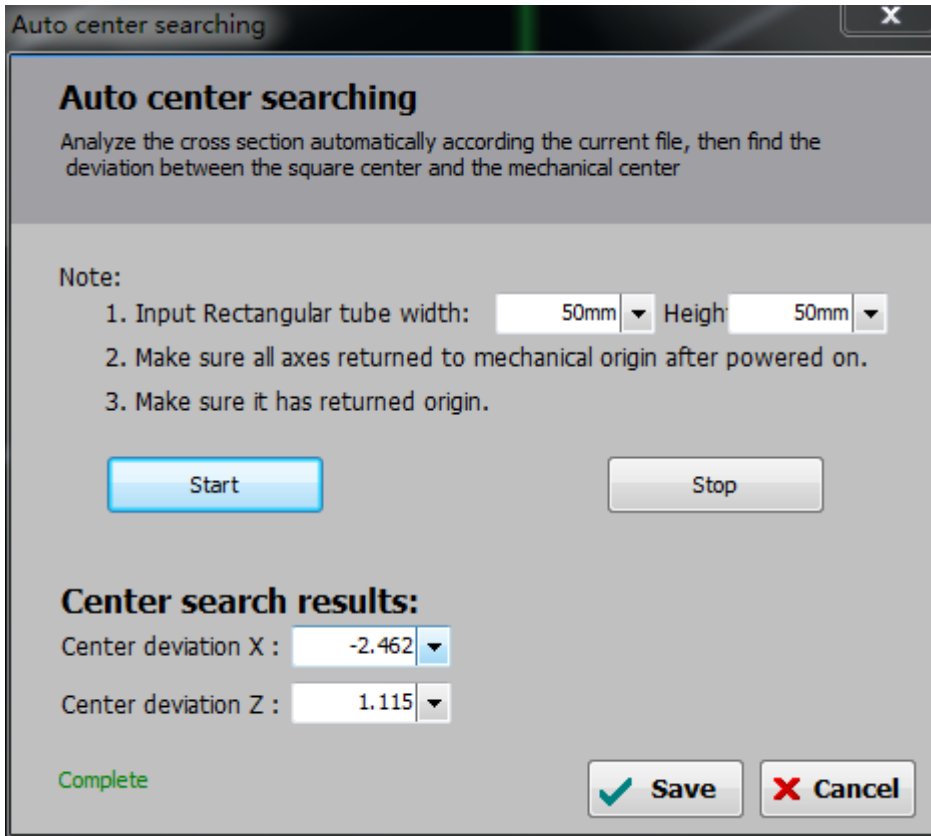 Auto center searching
X
Auto center searching
Analyze the cross section automatically according the current file, then find the
deviation between the square center and the mechanical center
Note:
1. Input Rectangular tube width: 50mm Heigh 50mm
2. Make sure all axes returned to mechanical origin after powered on.
3. Make sure it has returned origin.
Start Stop
Center search results:
Center deviation X : -2.462
Center deviation Z : 1.115
Complete
Save Cancel